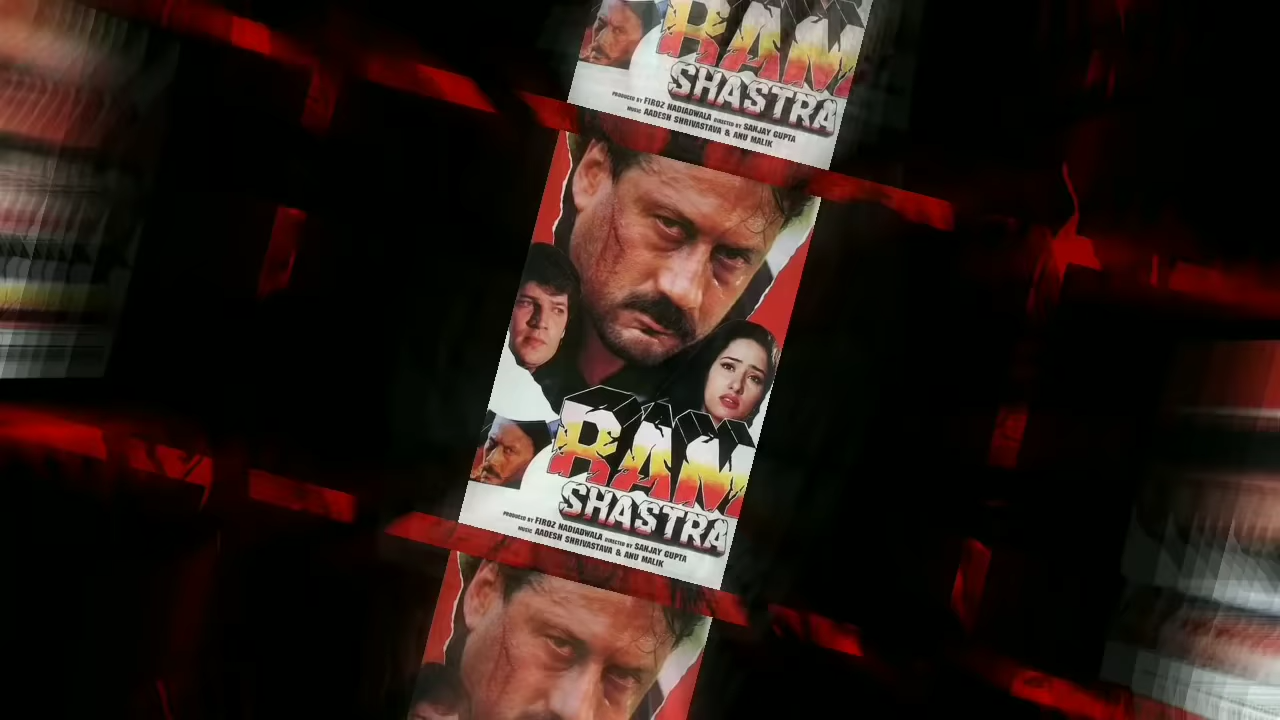 RAM
SHASTRA
PRODUCED BY FIROZ NADIADWALA DIRECTED BY SANJAY GUPTA
MUSIC AADESH SHRIVASTAVA & ANU MALIK
RAM
SHASTRA
PRODUCED BY FIROZ NADIADWALA DIRECTED BY SANJAY GUPTA
MUSIC AADESH SHRIVASTAVA & ANU MALIK